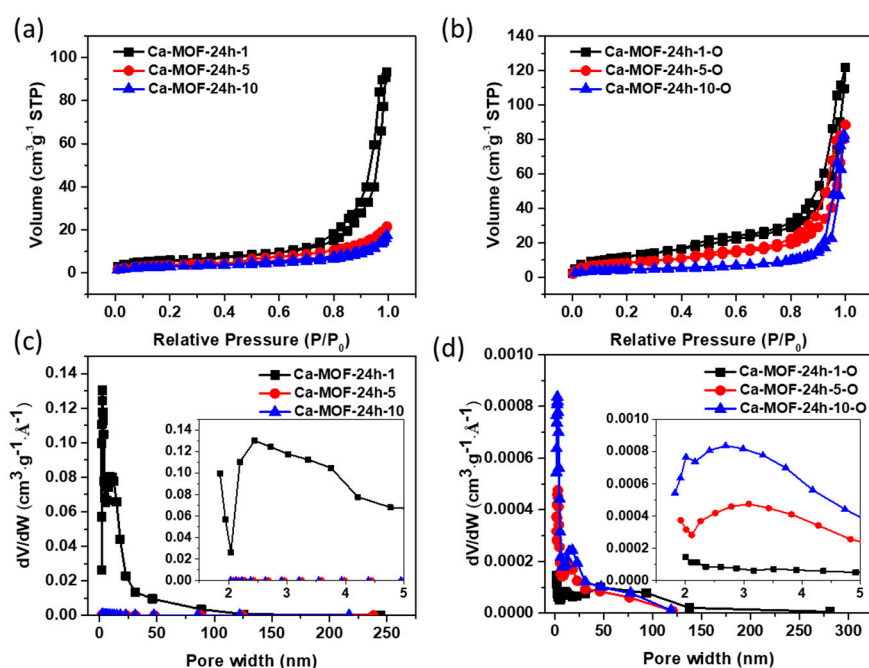 (a)
Ca-MOF-24h-1
Ca-MOF-24h-5
Ca-MOF-24h-10
100
80
60
40
20
0
Volume (cm³g⁻¹ STP)
0.0 0.2 0.4 0.6 0.8 1.0
Relative Pressure (P/P₀)
(b)
Ca-MOF-24h-1-O
Ca-MOF-24h-5-O
Ca-MOF-24h-10-O
140
120
100
80
60
40
20
0
Volume (cm³g⁻¹ STP)
0.0 0.2 0.4 0.6 0.8 1.0
Relative Pressure (P/P₀)
(c)
Ca-MOF-24h-1
Ca-MOF-24h-5
Ca-MOF-24h-10
0.14
0.12
0.10
0.08
0.06
0.04
0.02
0.00
dV/dW (cm³·g⁻¹·Å⁻¹)
0.15
0.12
0.09
0.06
0.03
0.00
2 3 4 5
0 50 100 150 200 250
Pore width (nm)
(d)
Ca-MOF-24h-1-O
Ca-MOF-24h-5-O
Ca-MOF-24h-10-O
0.0010
0.0008
0.0006
0.0004
0.0002
0.0000
dV/dW (cm³·g⁻¹·Å⁻¹)
0.0010
0.0008
0.0006
0.0004
0.0002
0.0000
2 3 4 5
0 50 100 150 200 250 300
Pore width (nm)